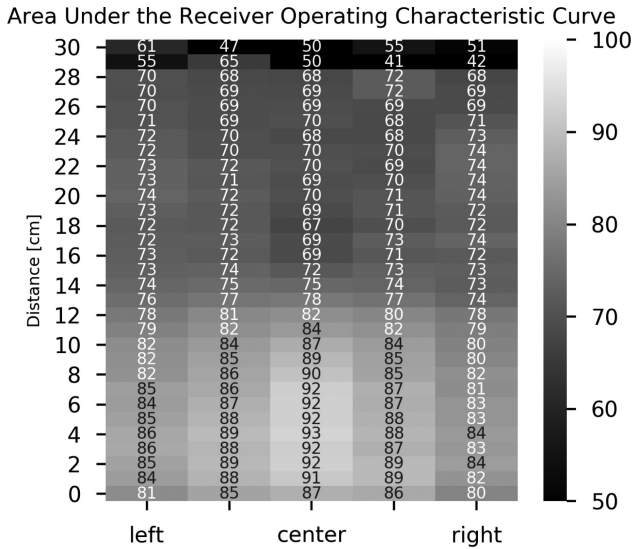 Area Under the Receiver Operating Characteristic Curve
30 61 47 50 55 51 100
55 65 50 41 42
28 70 68 68 72 68
70 69 69 72 69
26 70 69 69 69 69
71 69 70 68 71
24 72 70 68 68 73 90
72 70 70 70 74
22 73 72 70 69 74
73 71 69 70 74
20 74 72 70 71 74
73 72 69 71 72
18 72 72 67 70 72 80
72 73 69 73 74
16 73 72 69 71 72
73 74 72 73 73
14 74 75 75 74 73
76 77 78 77 74
12 78 81 82 80 78 70
79 82 84 82 79
10 82 84 87 84 80
82 85 89 85 80
8 82 86 90 85 82
85 86 92 87 81
6 84 87 92 87 83 60
85 88 92 88 83
4 86 89 93 88 84
86 88 92 87 83
2 85 89 92 89 84
84 88 91 89 82
0 81 85 87 86 80 50
Distance [cm]
left center right